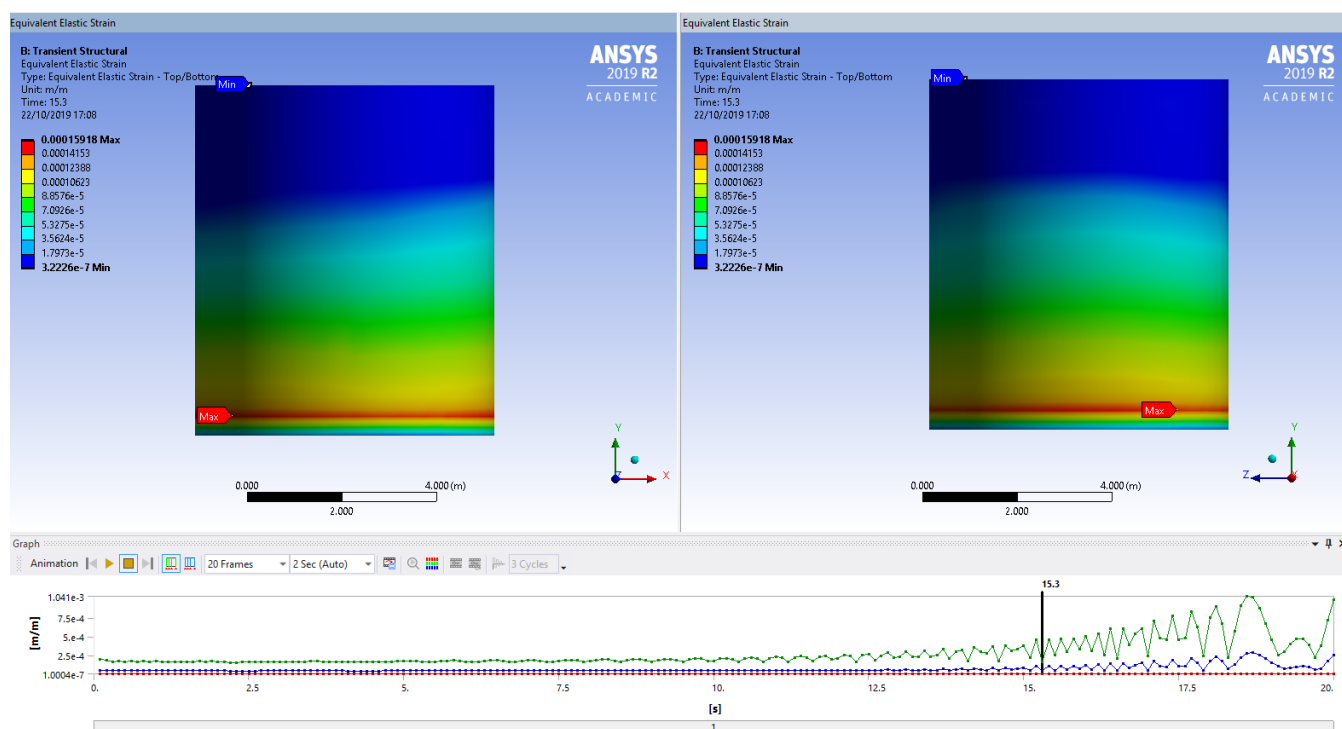 Equivalent Elastic Strain
B: Transient Structural
Equivalent Elastic Strain
Type: Equivalent Elastic Strain - Top/Bottom
Unit: m/m
Time: 15.3
22/10/2019 17:08
0.00015918 Max
0.00014153
0.00012388
0.00010623
8.8576e-5
7.0926e-5
5.3275e-5
3.5624e-5
1.7973e-5
3.2226e-7 Min
Min
Max
ANSYS
2019 R2
ACADEMIC
Y
Z
X
0.000
4.000 (m)
2.000
Equivalent Elastic Strain
B: Transient Structural
Equivalent Elastic Strain
Type: Equivalent Elastic Strain - Top/Bottom
Unit: m/m
Time: 15.3
22/10/2019 17:08
0.00015918 Max
0.00014153
0.00012388
0.00010623
8.8576e-5
7.0926e-5
5.3275e-5
3.5624e-5
1.7973e-5
3.2226e-7 Min
Min
Max
ANSYS
2019 R2
ACADEMIC
Y
Z
X
0.000
4.000 (m)
2.000
Graph
Animation 20 Frames 2 Sec (Auto) 3 Cycles
15.3
1.041e-3
7.5e-4
5.e-4
2.5e-4
1.0004e-7
[m/m]
0. 2.5 5. 7.5 10. 12.5 15. 17.5 20.
[s]
1